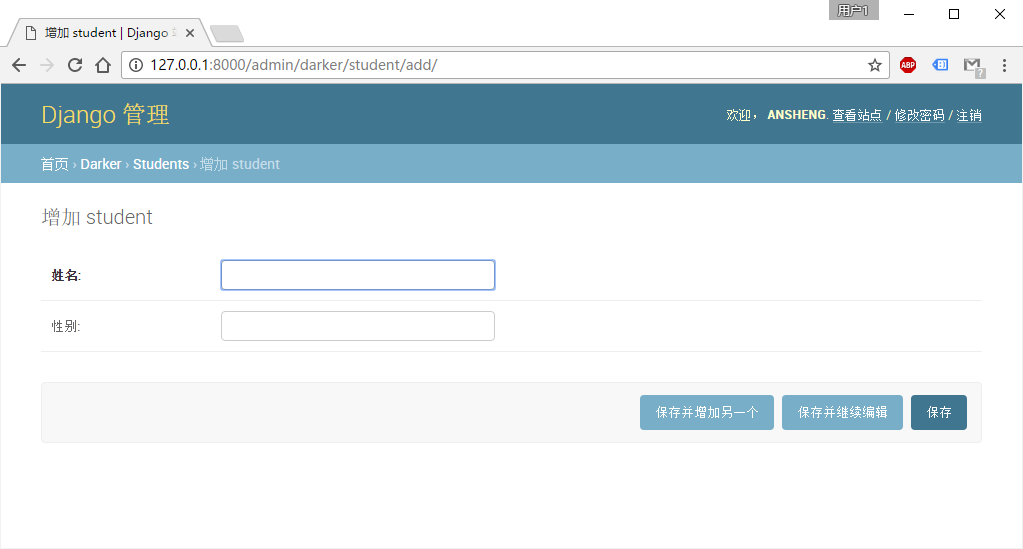 用户1
增加 student | Django
127.0.0.1:8000/admin/darker/student/add/
ABP
?
Django 管理
欢迎， ANSHENG. 查看站点 / 修改密码 / 注销
首页 › Darker › Students › 增加 student
增加 student
姓名:
性别:
保存并增加另一个 保存并继续编辑 保存